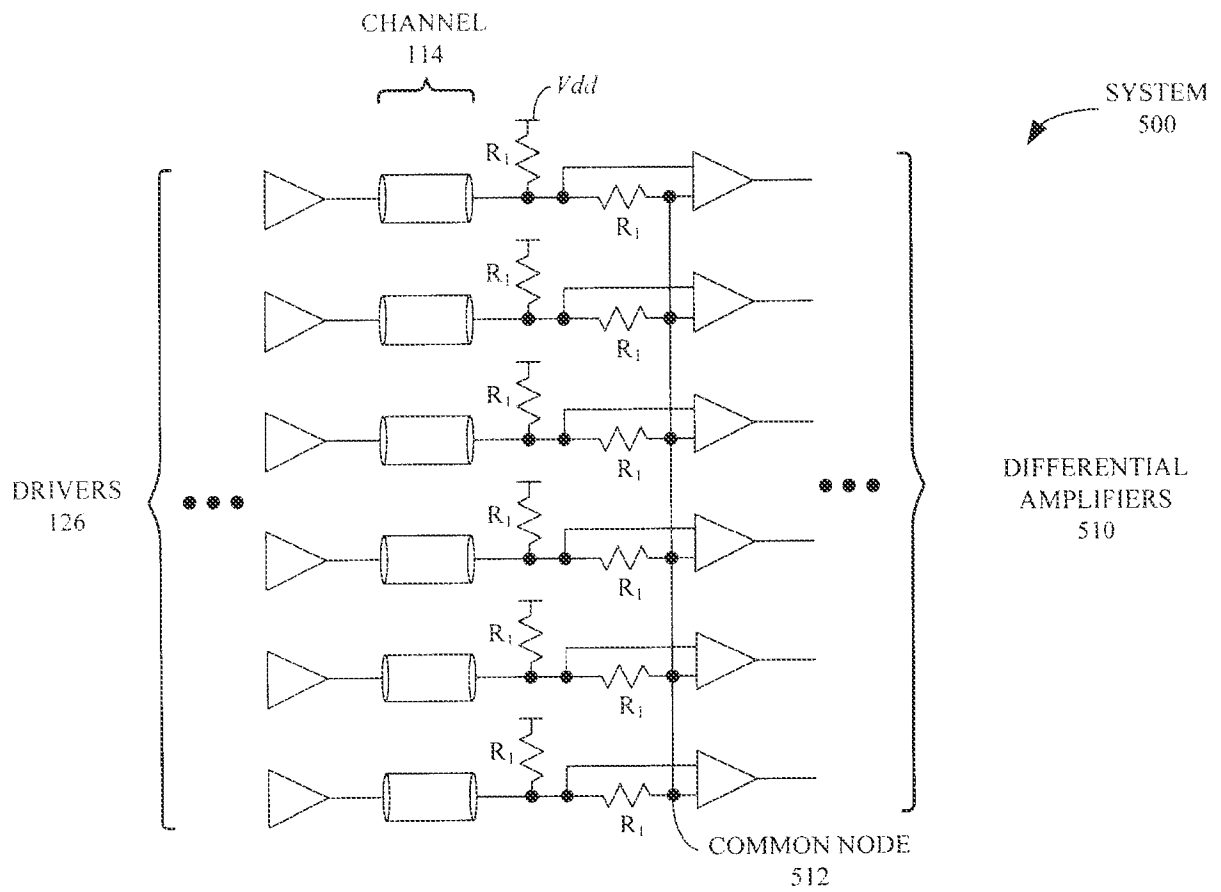 CHANNEL
114
Vdd
SYSTEM
500
R1
R1
R1
R1
R1
R1
DRIVERS
126
DIFFERENTIAL
AMPLIFIERS
510
R1
R1
R1
R1
R1
R1
COMMON NODE
512